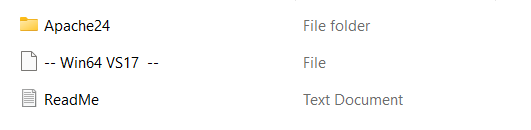 Apache24 File folder
-- Win64 VS17 -- File
ReadMe Text Document